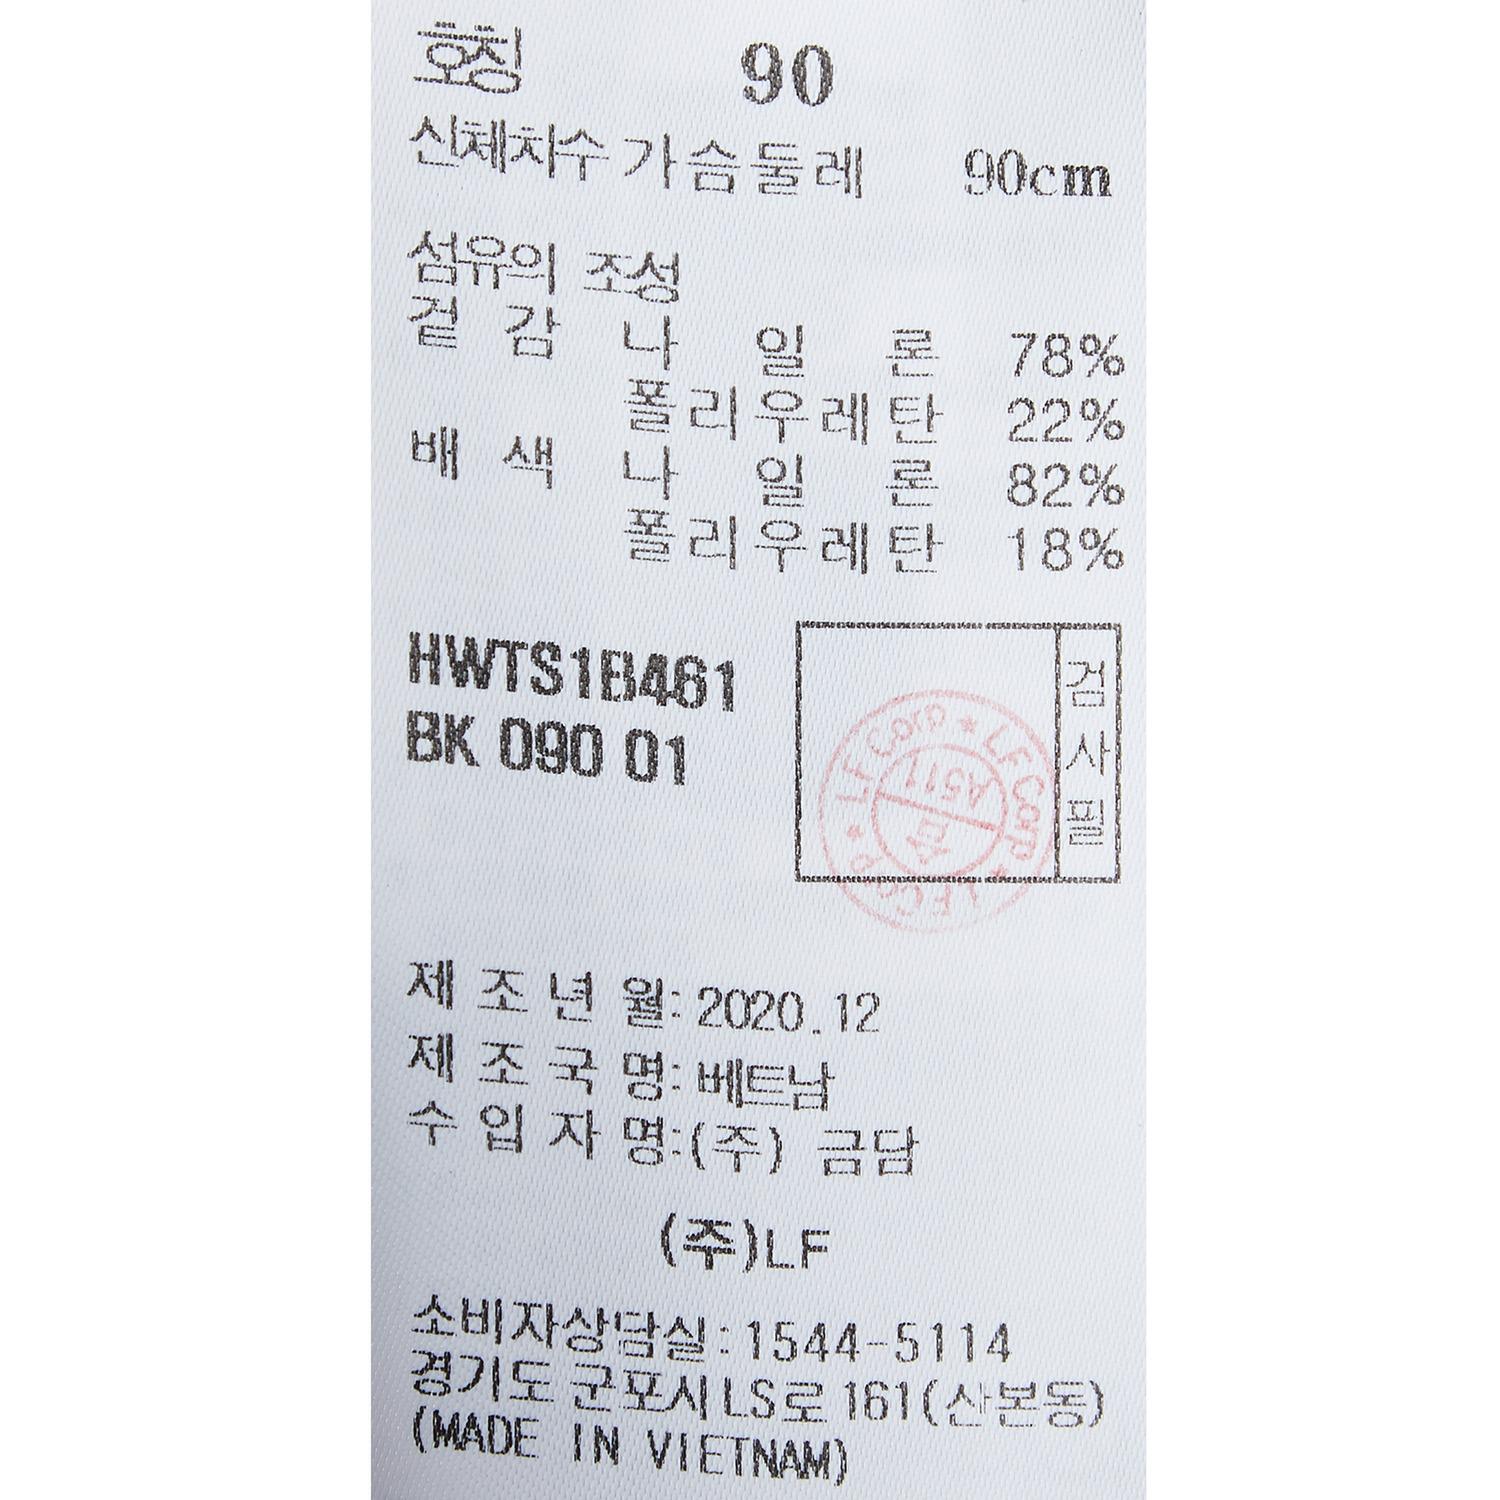 호칭 90
신체치수 가슴둘레 90cm
섬유의 조성
겉감 나일론 78%
폴리우레탄 22%
배색 나일론 82%
폴리우레탄 18%
HWTS1B461
BK 090 01
검사필
LF Corp ★ LF Corp ★ LF Corp ★
A511
합
제조년월: 2020.12
제조국명: 베트남
수입자명:(주) 금담
(주)LF
소비자상담실: 1544-5114
경기도 군포시 LS로 161(산본동)
(MADE IN VIETNAM)